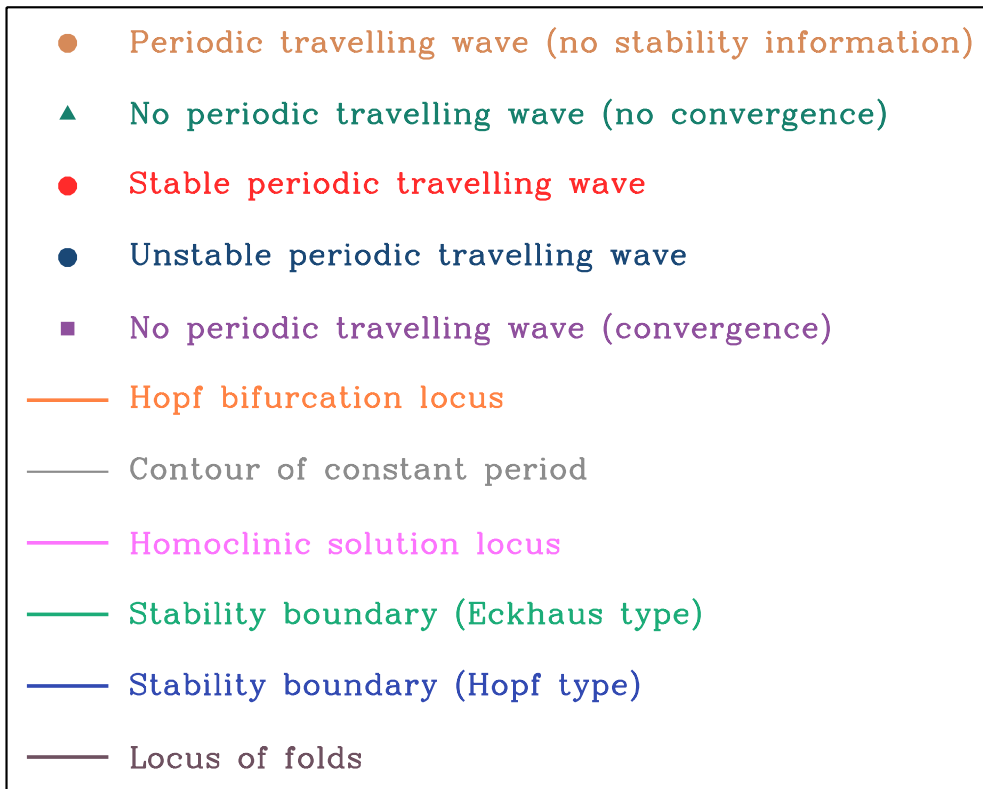 Periodic travelling wave (no stability information)
No periodic travelling wave (no convergence)
Stable periodic travelling wave
Unstable periodic travelling wave
No periodic travelling wave (convergence)
Hopf bifurcation locus
Contour of constant period
Homoclinic solution locus
Stability boundary (Eckhaus type)
Stability boundary (Hopf type)
Locus of folds